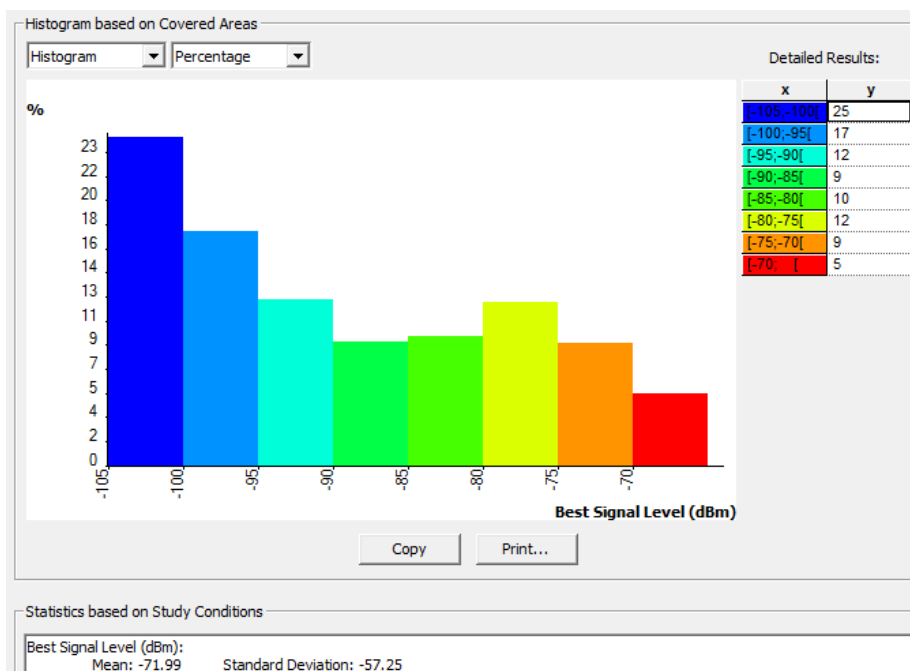 Histogram based on Covered Areas
Histogram Percentage
Detailed Results:
x y
[-105;-100[ 25
[-100;-95[ 17
[-95;-90[ 12
[-90;-85[ 9
[-85;-80[ 10
[-80;-75[ 12
[-75;-70[ 9
[-70; [ 5
%
23
22
20
18
16
14
13
11
9
7
5
4
2
0
-105 -100 -95 -90 -85 -80 -75 -70
Best Signal Level (dBm)
Copy Print...
Statistics based on Study Conditions
Best Signal Level (dBm):
Mean: -71.99 Standard Deviation: -57.25